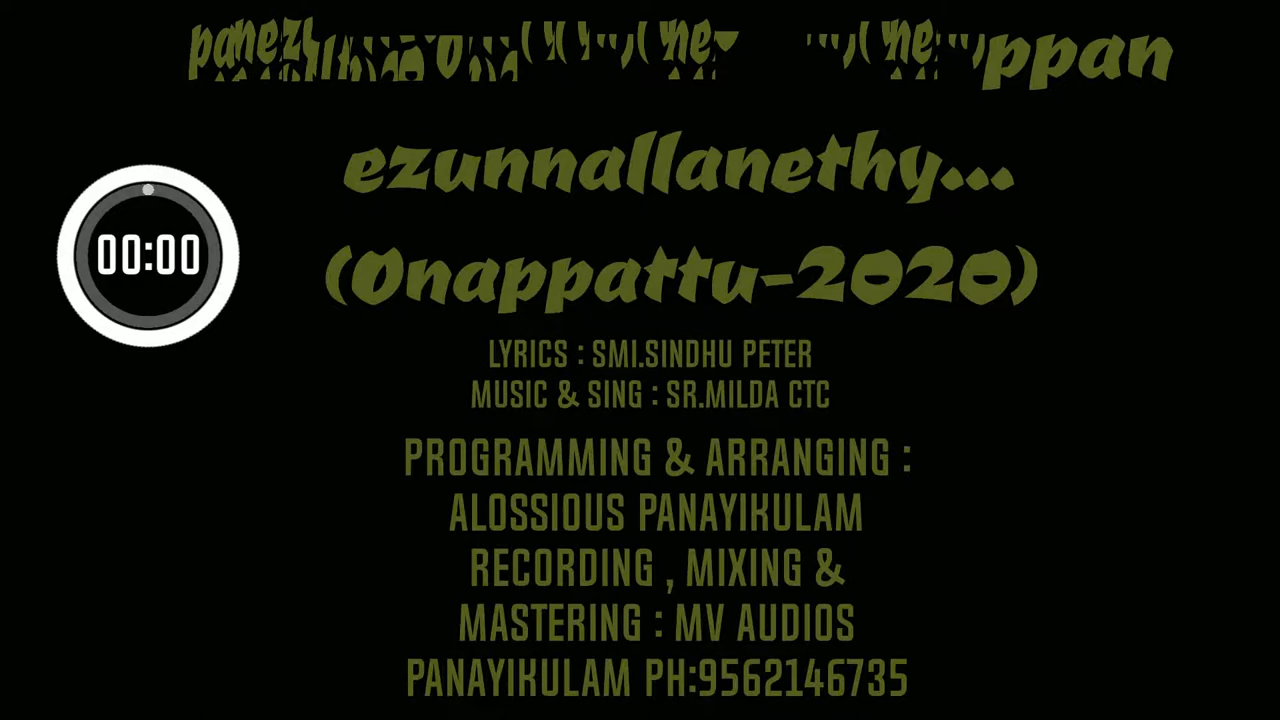 ppan
ezunnallanethy...
(Onappattu-2020)
00:00
LYRICS : SMI.SINDHU PETER
MUSIC & SING : SR.MILDA CTC
PROGRAMMING & ARRANGING :
ALOSSIOUS PANAYIKULAM
RECORDING , MIXING &
MASTERING : MV AUDIOS
PANAYIKULAM PH:9562146735